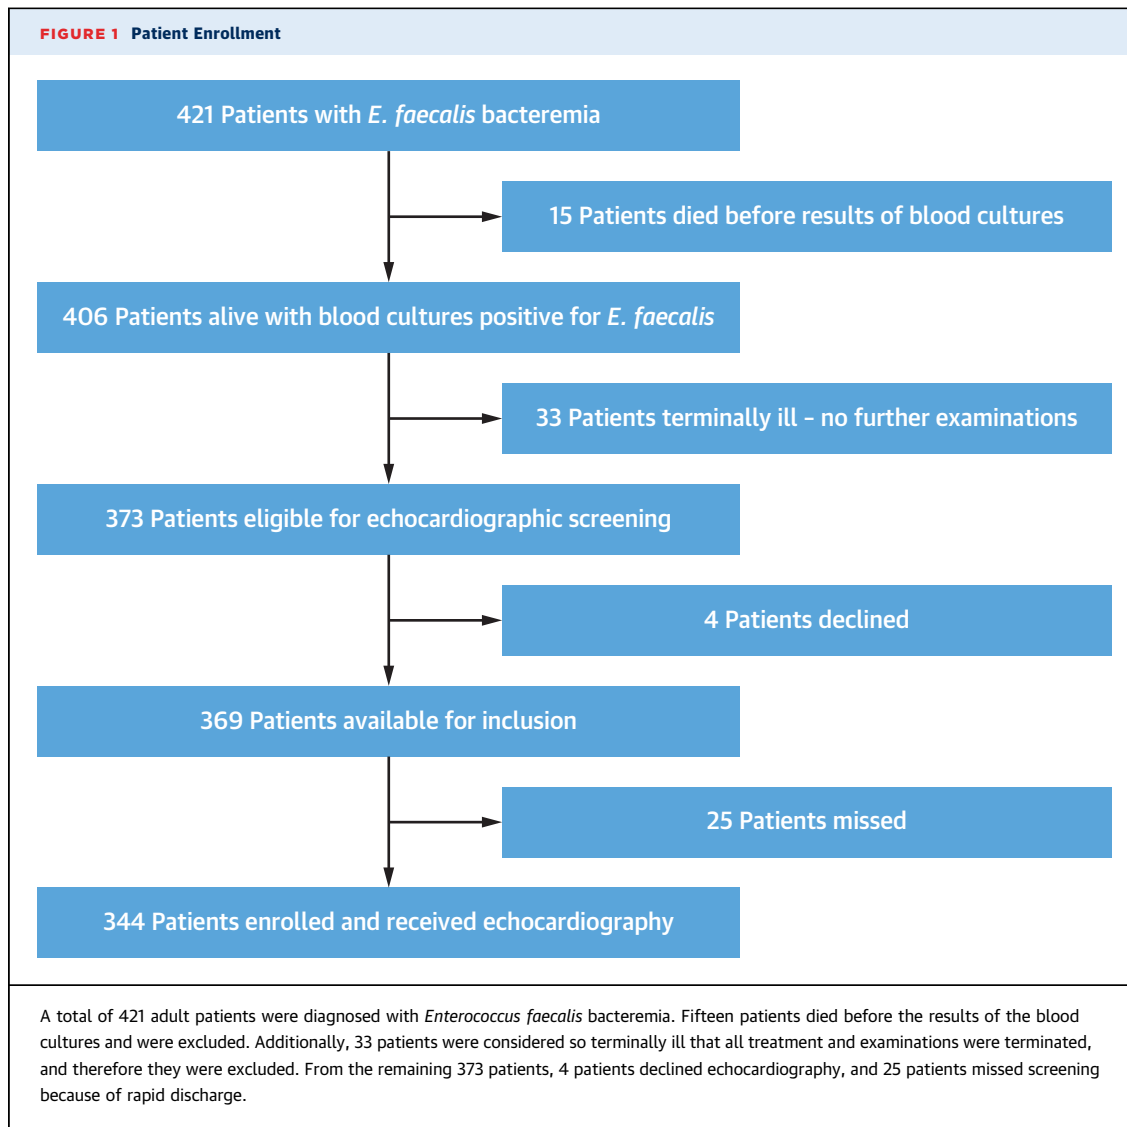 FIGURE 1 Patient Enrollment
421 Patients with E. faecalis bacteremia
15 Patients died before results of blood cultures
406 Patients alive with blood cultures positive for E. faecalis
33 Patients terminally ill – no further examinations
373 Patients eligible for echocardiographic screening
4 Patients declined
369 Patients available for inclusion
25 Patients missed
344 Patients enrolled and received echocardiography
A total of 421 adult patients were diagnosed with Enterococcus faecalis bacteremia. Fifteen patients died before the results of the blood
cultures and were excluded. Additionally, 33 patients were considered so terminally ill that all treatment and examinations were terminated,
and therefore they were excluded. From the remaining 373 patients, 4 patients declined echocardiography, and 25 patients missed screening
because of rapid discharge.